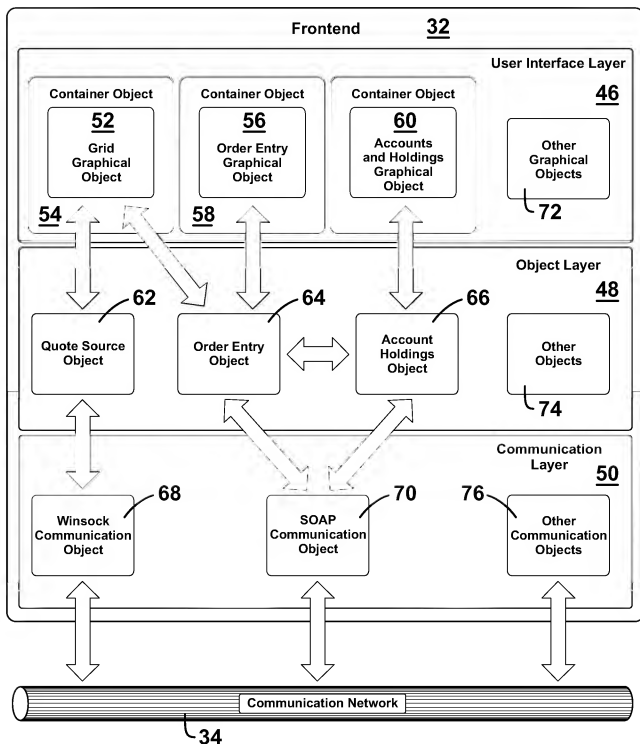 Frontend 32
User Interface Layer
46
Container Object
52
Grid
Graphical
Object
54
Container Object
56
Order Entry
Graphical
Object
58
Container Object
60
Accounts
and Holdings
Graphical
Object
Other
Graphical
Objects
72
Object Layer
48
62
Quote Source
Object
64
Order Entry
Object
66
Account
Holdings
Object
Other
Objects
74
Communication
Layer
50
68
Winsock
Communication
Object
70
SOAP
Communication
Object
76
Other
Communication
Objects
Communication Network
34